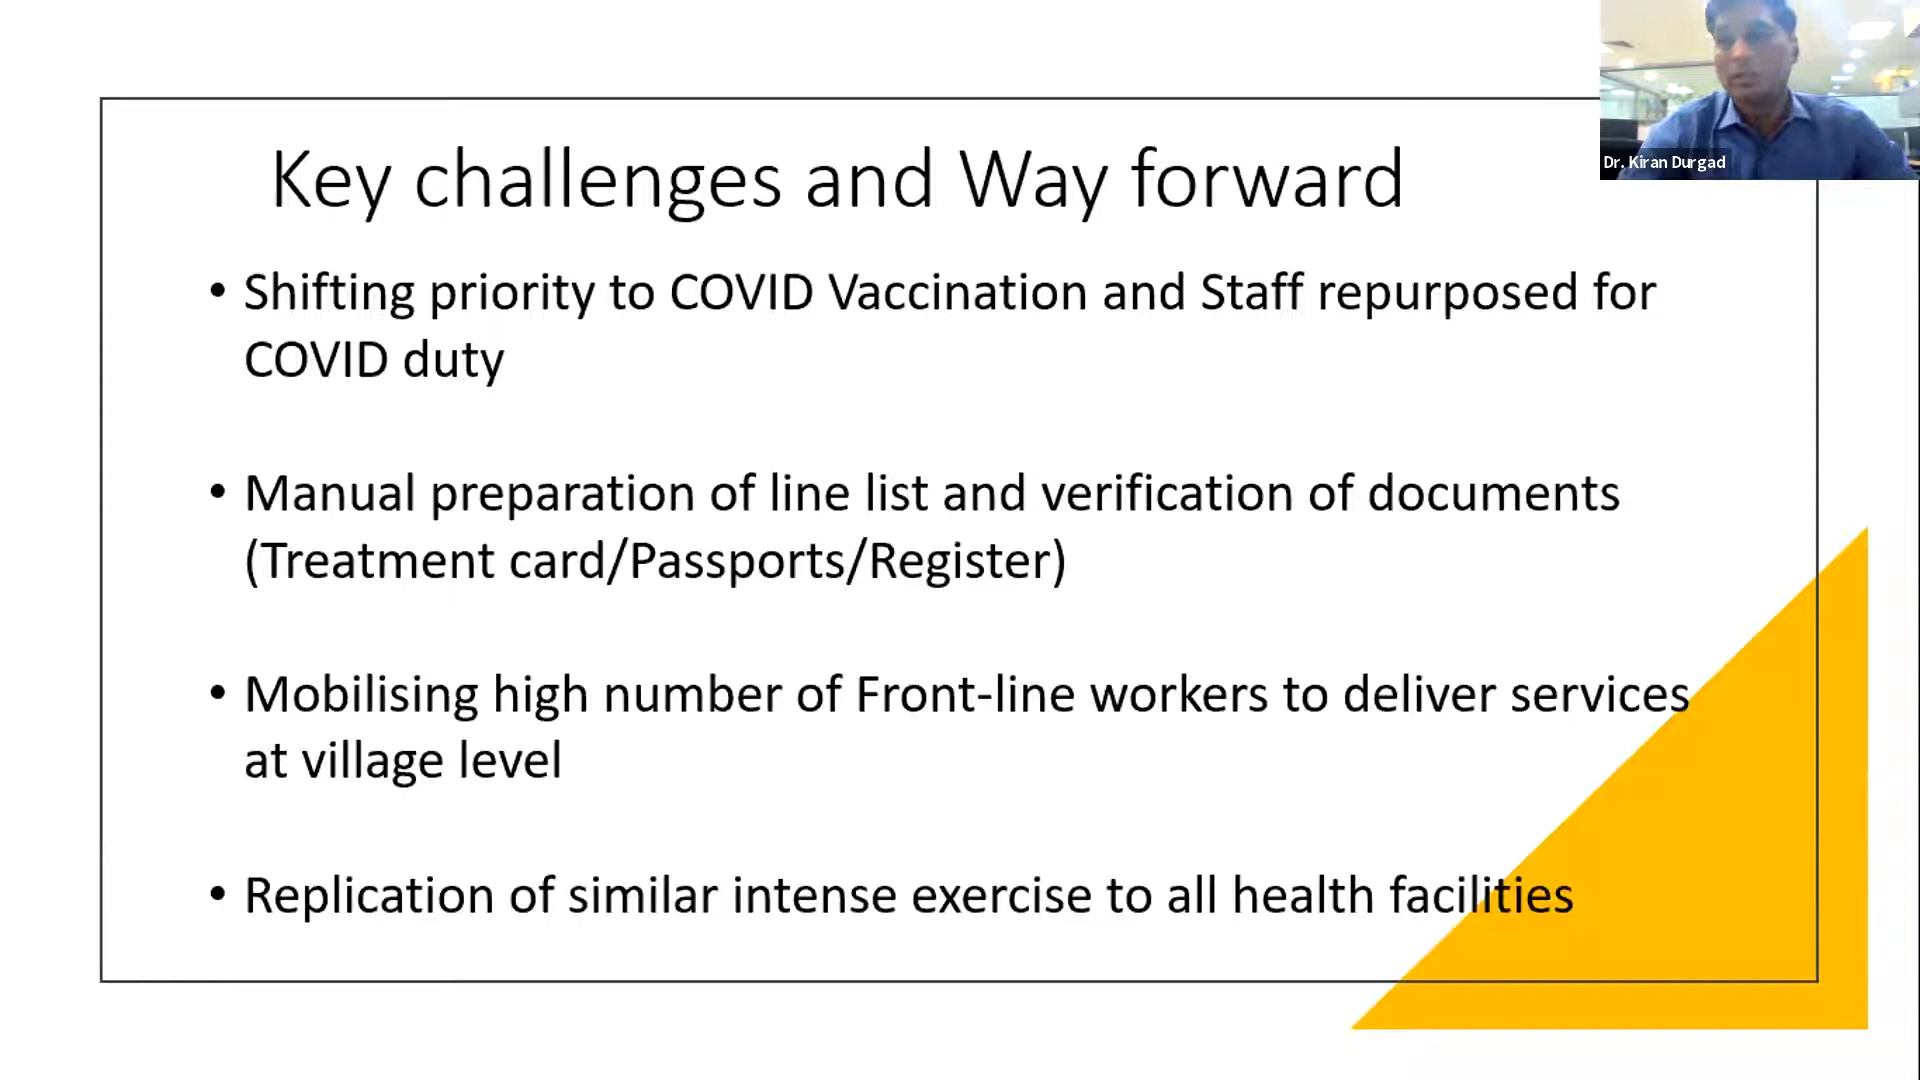 Dr. Kiran Durgad
Key challenges and Way forward
• Shifting priority to COVID Vaccination and Staff repurposed for
COVID duty
• Manual preparation of line list and verification of documents
(Treatment card/Passports/Register)
• Mobilising high number of Front-line workers to deliver services
at village level
• Replication of similar intense exercise to all health facilities